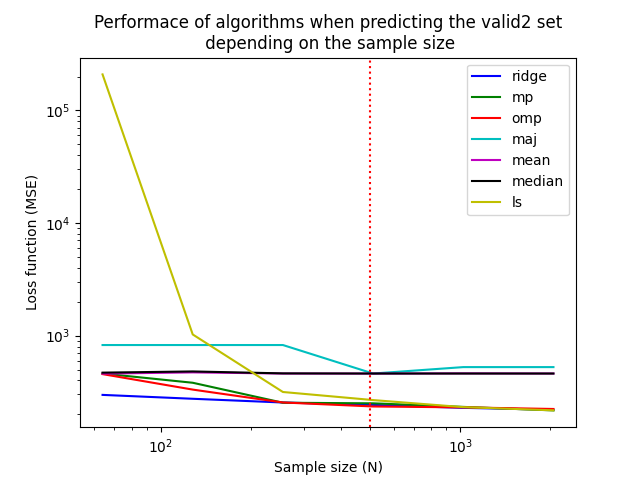 Performace of algorithms when predicting the valid2 set
depending on the sample size
ridge
mp
omp
maj
mean
median
ls
Loss function (MSE)
10^5
10^4
10^3
10^2
10^3
Sample size (N)